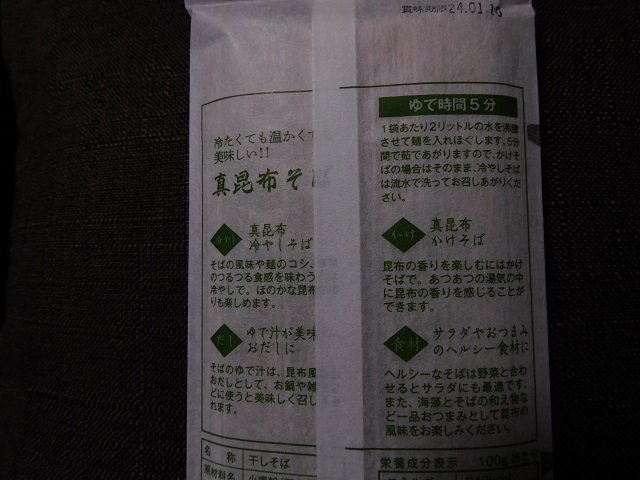 賞味期限24.01.16
冷たくても温かくて
美味しい!!
真昆布そ
冷やし
真昆布
冷やしそば
そばの風味や麺のコシ、
のつるつる食感を味わう
冷やしで。ほのかな昆布
りも楽しめます。
だし
ゆで汁が美味
おだしに
そばのゆで汁は、昆布風
おだしとして、お鍋や雑
どに使うと美味しく召し
れます。
名称 干しそば
原材料名
ゆで時間5分
1袋あたり2リットルの水を沸騰
させて麺を入れほぐします。5分
間で茹であがりますので、かけそ
ばの場合はそのまま、冷やしそば
は流水で洗ってお召しあがりくだ
さい。
かけ
真昆布
かけそば
昆布の香りを楽しむにはかけ
そばで。あつあつの湯気の中
に昆布の香りを感じることが
できます。
食材
サラダやおつまみ
のヘルシー食材に
ヘルシーなそばは野菜と合わ
せるとサラダにも最適です。
また、海藻とそばの和え物な
ど一品おつまみとして昆布の
風味をお楽しみください。
栄養成分表示 100g当たり